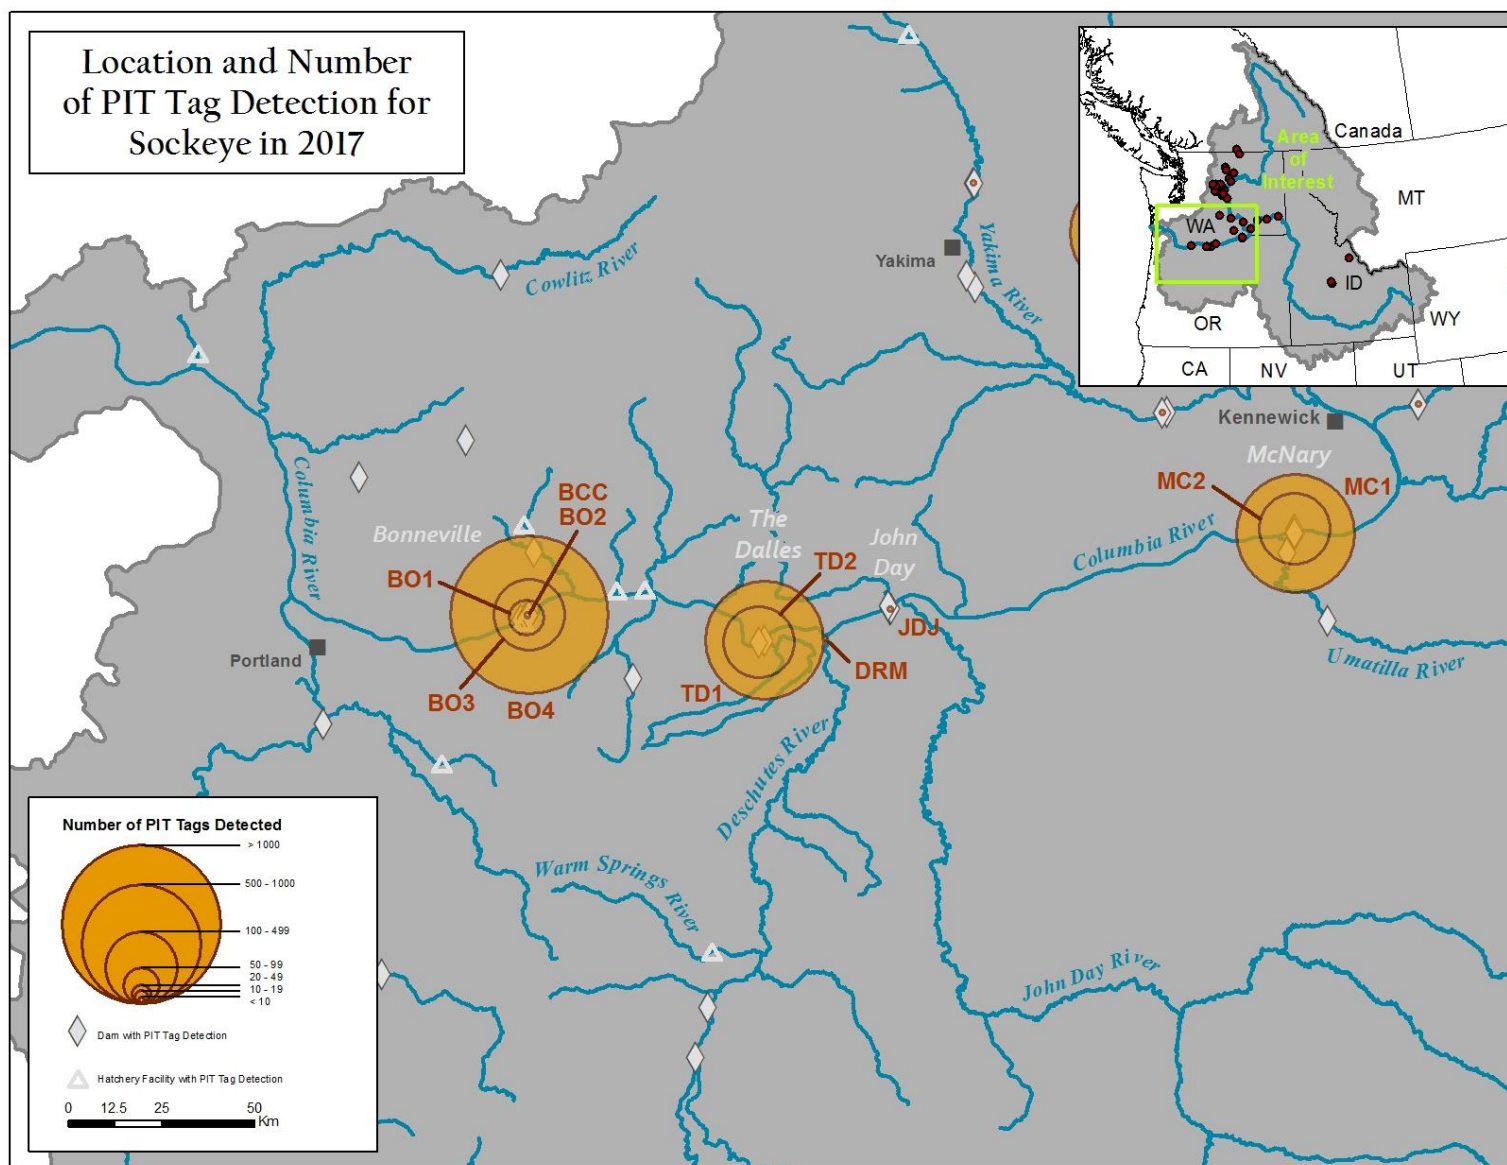 Location and Number
of PIT Tag Detection for
Sockeye in 2017
Canada
Area
of
Interest
MT
WA
ID
OR
WY
CA
NV
UT
Cowlitz River
Yakima
Yakima River
Kennewick
McNary
MC2
MC1
Columbia River
Columbia River
BCC
BO2
Bonneville
BO1
The
Dalles
TD2
John
Day
JDJ
DRM
Umatilla River
Portland
BO3
BO4
TD1
Deschutes River
Warm Springs
River
John Day River
Number of PIT Tags Detected
> 1000
500 - 1000
100 - 499
50 - 99
20 - 49
10 - 19
< 10
Dam with PIT Tag Detection
Hatchery Facility with PIT Tag Detection
0 12.5 25 50
Km